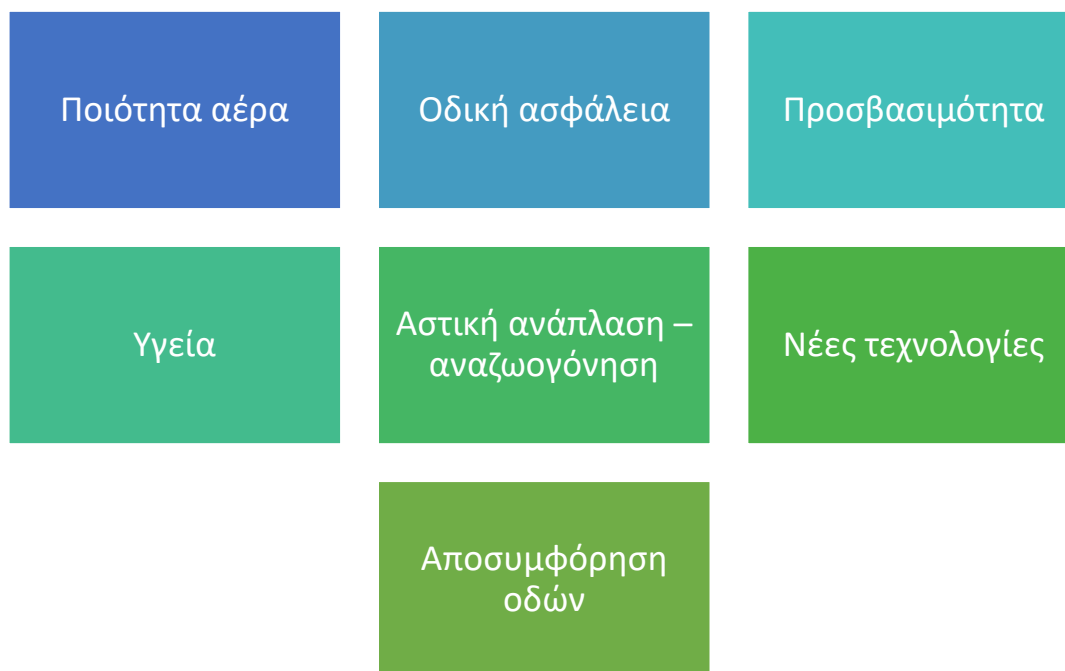 Ποιότητα αέρα
Οδική ασφάλεια
Προσβασιμότητα
Υγεία
Αστική ανάπλαση –
αναζωογόνηση
Νέες τεχνολογίες
Αποσυμφόρηση
οδών